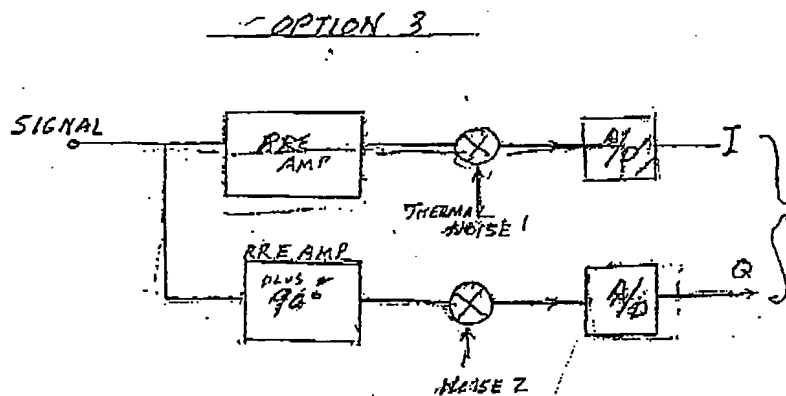 OPTION 3
SIGNAL
PRE
AMP
A/D
I
THERMAL
NOISE 1
PRE AMP
PLUS
90°
A/D
Q
NOISE 2